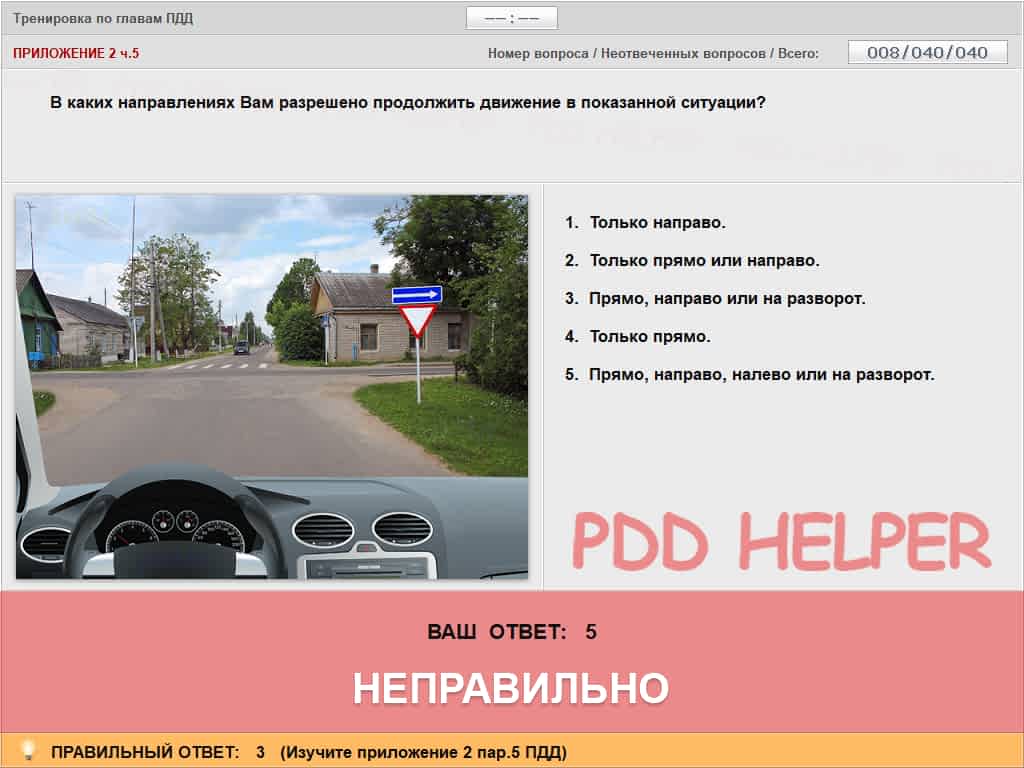 Тренировка по главам ПДД
–– : ––
ПРИЛОЖЕНИЕ 2 ч.5
Номер вопроса / Неотвеченных вопросов / Всего: 008/040/040
В каких направлениях Вам разрешено продолжить движение в показанной ситуации?
1. Только направо.
2. Только прямо или направо.
3. Прямо, направо или на разворот.
4. Только прямо.
5. Прямо, направо, налево или на разворот.
PDD HELPER
ВАШ ОТВЕТ: 5
НЕПРАВИЛЬНО
ПРАВИЛЬНЫЙ ОТВЕТ: 3 (Изучите приложение 2 пар.5 ПДД)